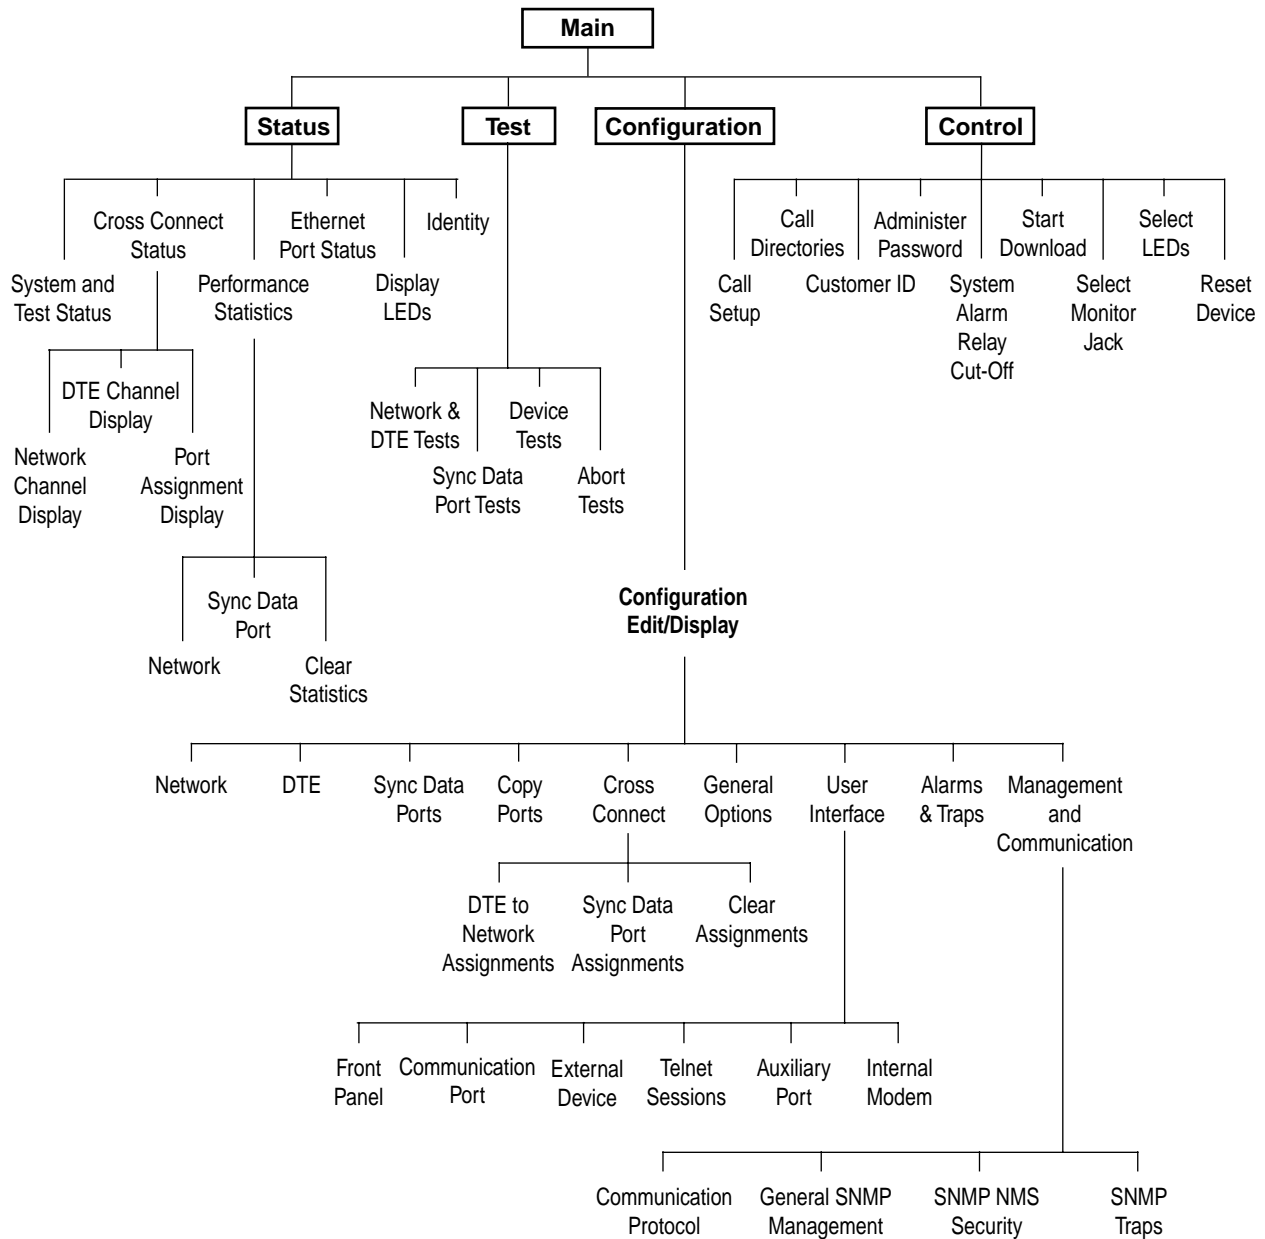 Main
Status
Test
Configuration
Control
Cross Connect
Status
Ethernet
Port Status
Identity
System and
Test Status
Performance
Statistics
Display
LEDs
Call
Directories
Administer
Password
Start
Download
Select
LEDs
Call
Setup
Customer ID
System
Alarm
Relay
Cut-Off
Select
Monitor
Jack
Reset
Device
DTE Channel
Display
Network
Channel
Display
Port
Assignment
Display
Network &
DTE Tests
Device
Tests
Sync Data
Port Tests
Abort
Tests
Sync Data
Port
Network
Clear
Statistics
Configuration
Edit/Display
Network
DTE
Sync Data
Ports
Copy
Ports
Cross
Connect
General
Options
User
Interface
Alarms
& Traps
Management
and
Communication
DTE to
Network
Assignments
Sync Data
Port
Assignments
Clear
Assignments
Front
Panel
Communication
Port
External
Device
Telnet
Sessions
Auxiliary
Port
Internal
Modem
Communication
Protocol
General SNMP
Management
SNMP NMS
Security
SNMP
Traps